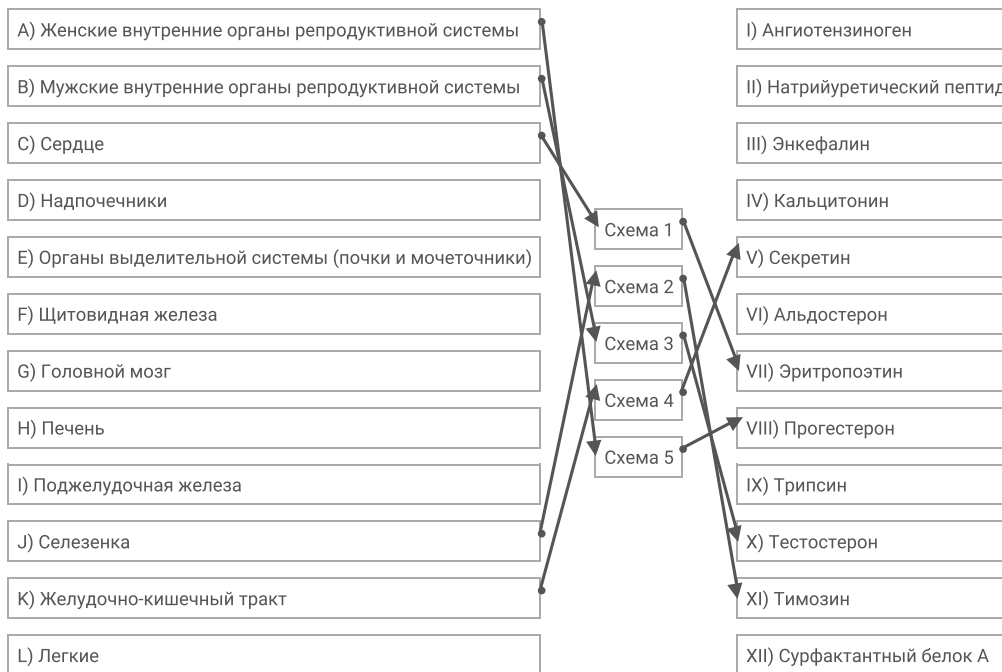 A) Женские внутренние органы репродуктивной системы
B) Мужские внутренние органы репродуктивной системы
C) Сердце
D) Надпочечники
E) Органы выделительной системы (почки и мочеточники)
F) Щитовидная железа
G) Головной мозг
H) Печень
I) Поджелудочная железа
J) Селезенка
K) Желудочно-кишечный тракт
L) Легкие
Схема 1
Схема 2
Схема 3
Схема 4
Схема 5
I) Ангиотензиноген
II) Натрийуретический пептид
III) Энкефалин
IV) Кальцитонин
V) Секретин
VI) Альдостерон
VII) Эритропоэтин
VIII) Прогестерон
IX) Трипсин
X) Тестостерон
XI) Тимозин
XII) Сурфактантный белок А